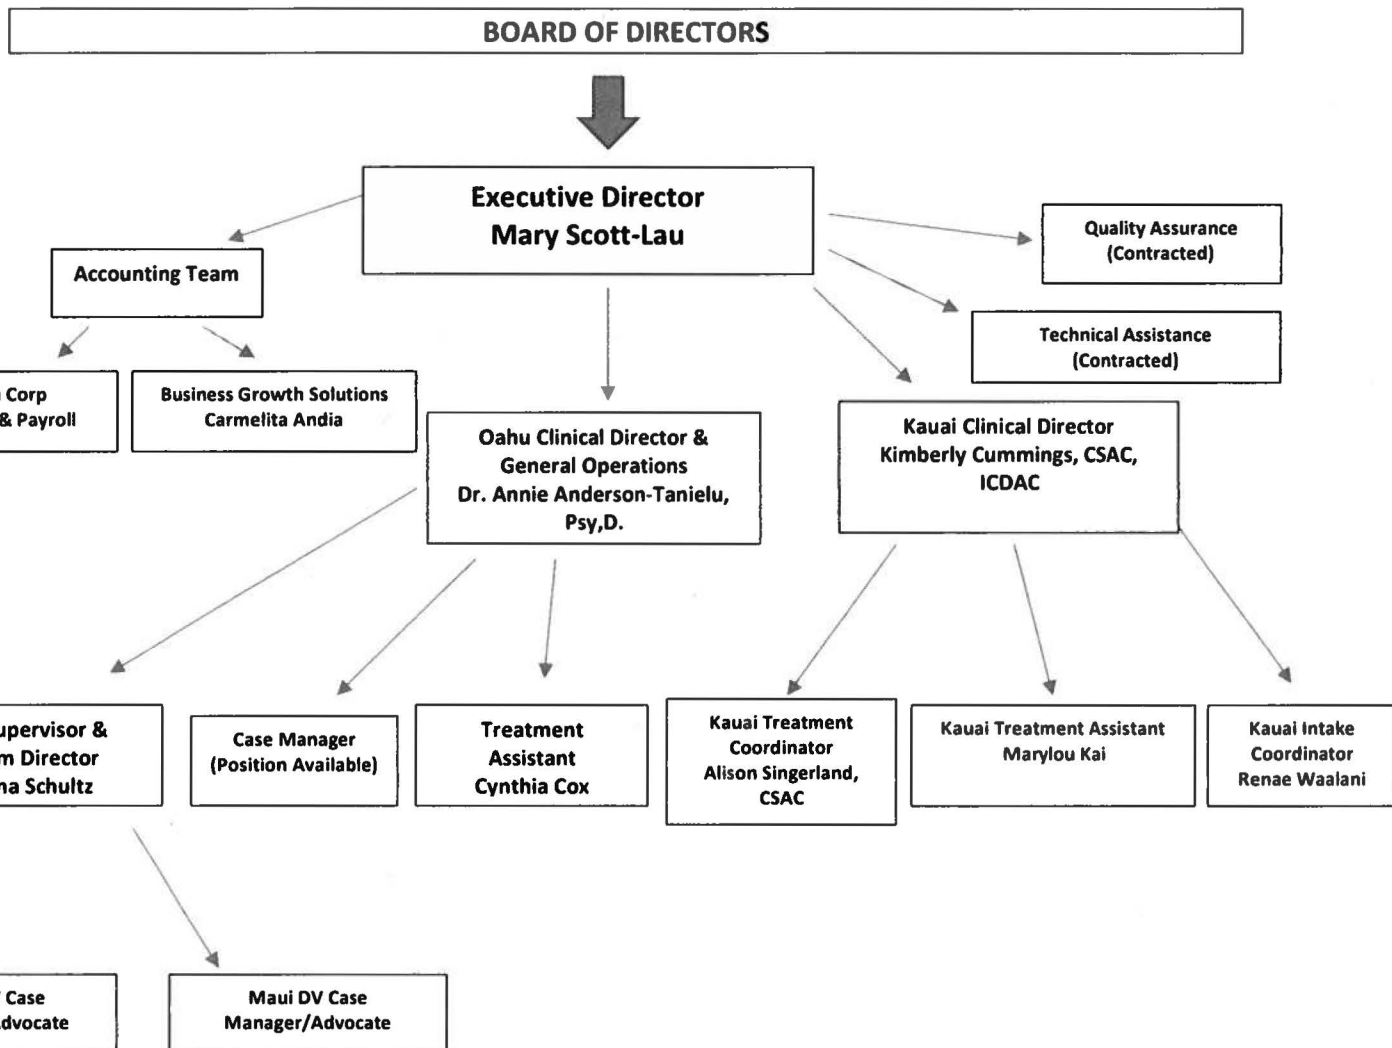 BOARD OF DIRECTORS
Executive Director
Mary Scott-Lau
Quality Assurance
(Contracted)
Accounting Team
Technical Assistance
(Contracted)
Corp
& Payroll
Business Growth Solutions
Carmelita Andia
Oahu Clinical Director &
General Operations
Dr. Annie Anderson-Tanielu,
Psy,D.
Kauai Clinical Director
Kimberly Cummings, CSAC,
ICDAC
&
Director
Schultz
Case Manager
(Position Available)
Treatment
Assistant
Cynthia Cox
Kauai Treatment
Coordinator
Alison Singerland,
CSAC
Kauai Treatment Assistant
Marylou Kai
Kauai Intake
Coordinator
Renae Waalani
Case
Maui DV Case
Manager/Advocate